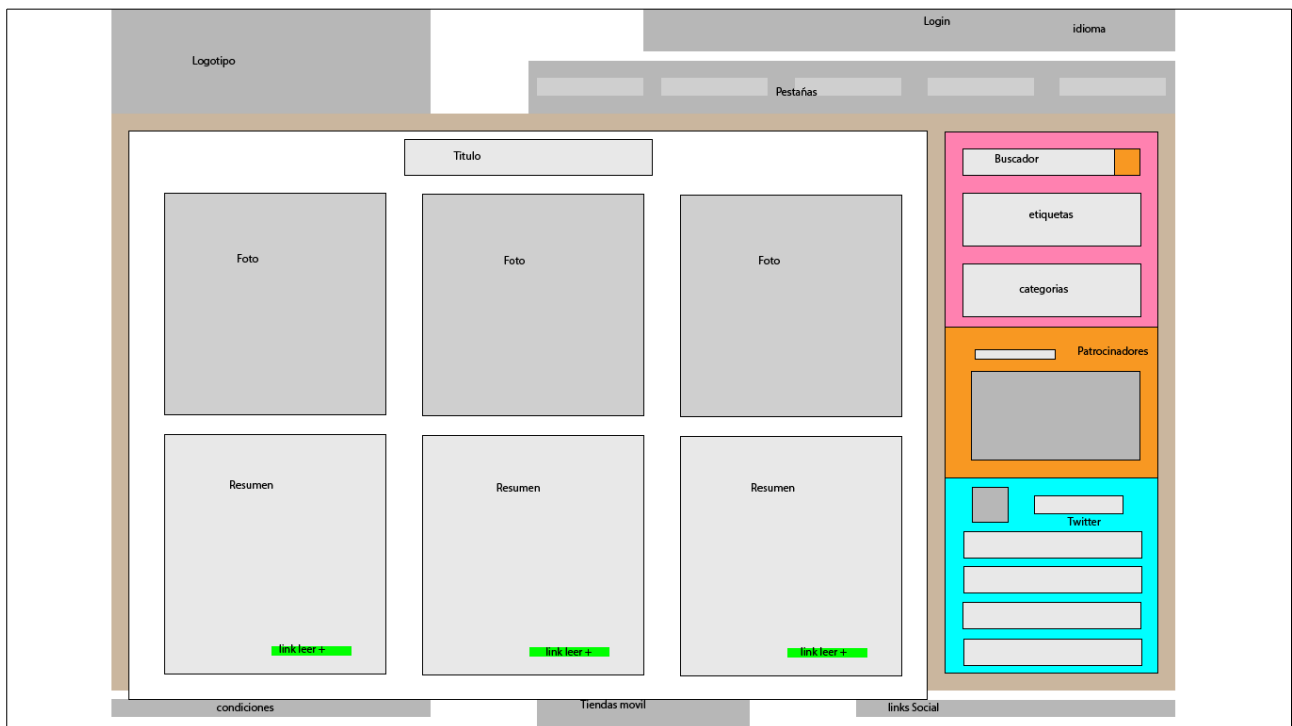 Login
idioma
Logotipo
Pestañas
Titulo
Foto
Foto
Foto
Resumen
Resumen
Resumen
link leer +
link leer +
link leer +
Buscador
etiquetas
categorias
Patrocinadores
Twitter
condiciones
Tiendas movil
links Social